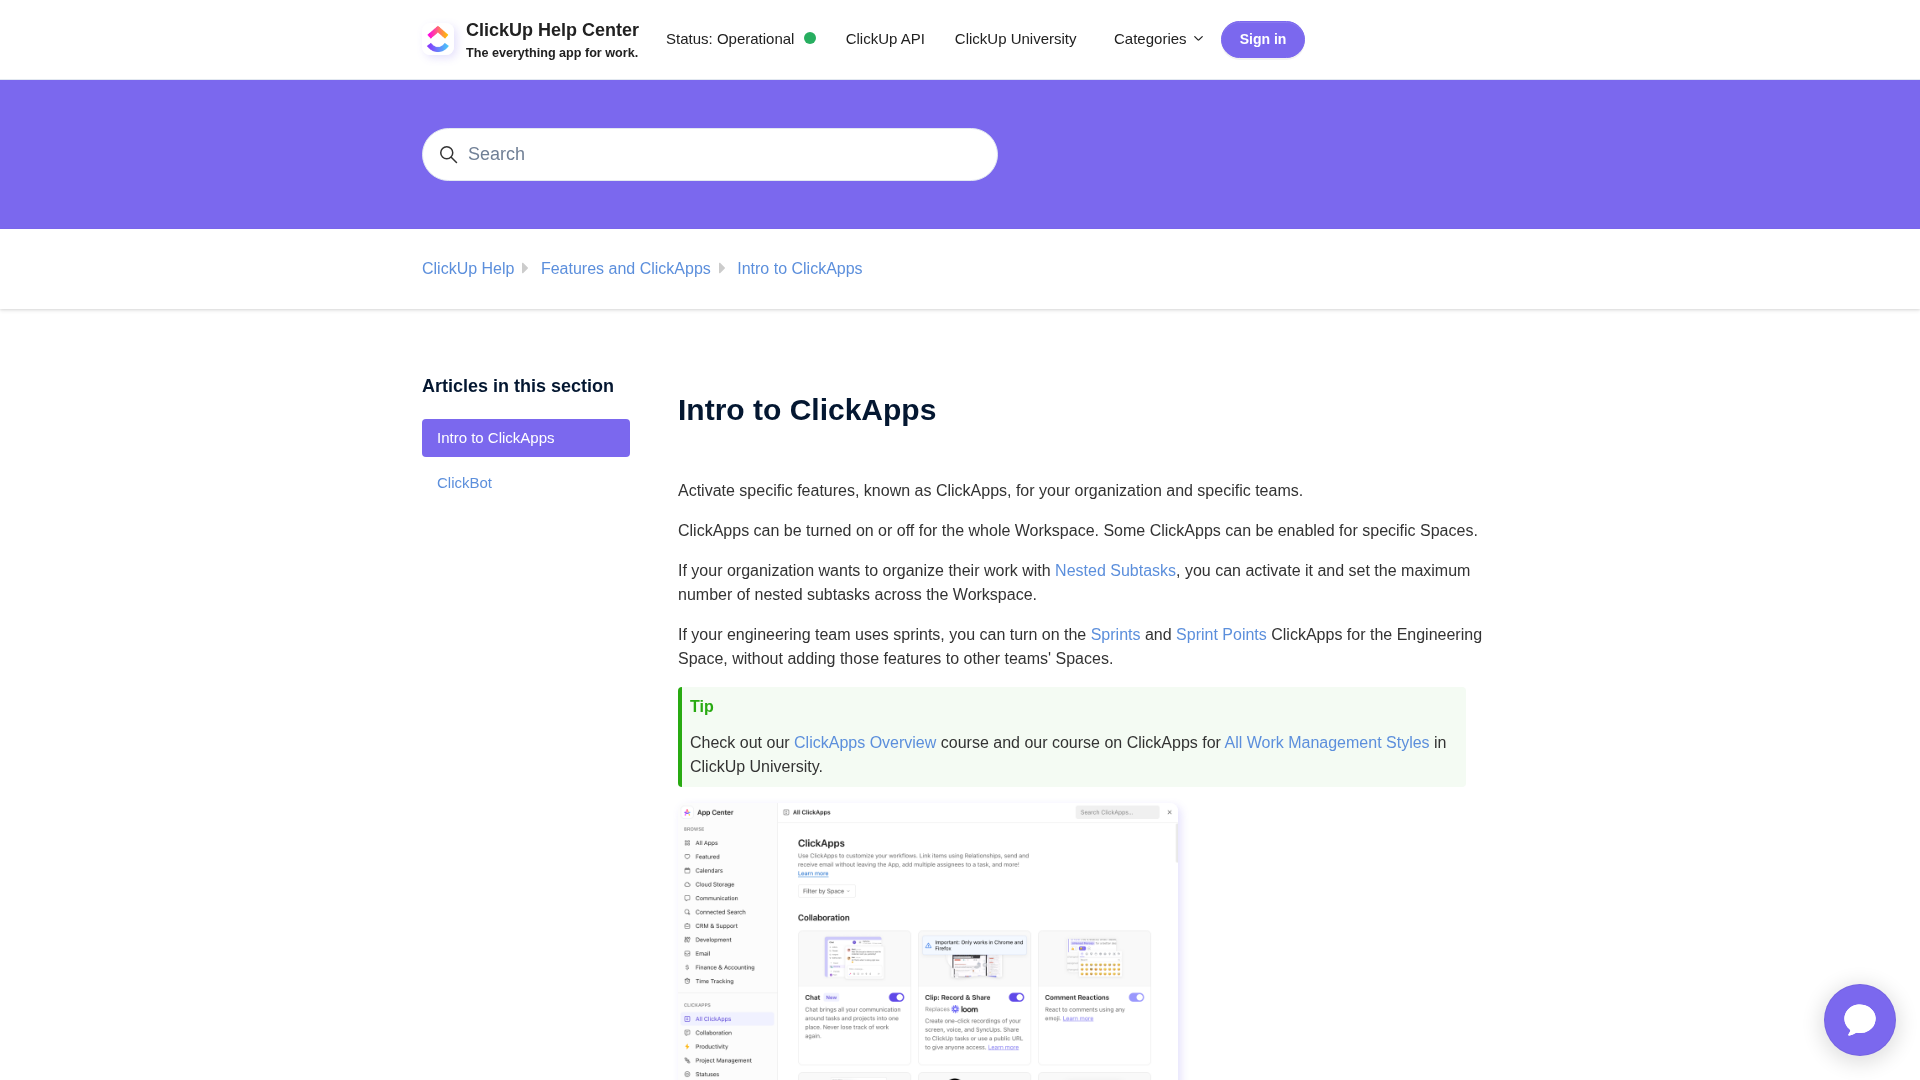 ClickUp Help Center
The everything app for work.
Status: Operational
ClickUp API
ClickUp University
Categories
Sign in
Search
ClickUp Help
Features and ClickApps
Intro to ClickApps
Articles in this section
Intro to ClickApps
ClickBot
Intro to ClickApps
Activate specific features, known as ClickApps, for your organization and specific teams.
ClickApps can be turned on or off for the whole Workspace. Some ClickApps can be enabled for specific Spaces.
If your organization wants to organize their work with Nested Subtasks, you can activate it and set the maximum
number of nested subtasks across the Workspace.
If your engineering team uses sprints, you can turn on the Sprints and Sprint Points ClickApps for the Engineering
Space, without adding those features to other teams' Spaces.
Tip
Check out our ClickApps Overview course and our course on ClickApps for All Work Management Styles in
ClickUp University.
App Center
BROWSE
All Apps
Featured
Calendars
Cloud Storage
Communication
Connected Search
CRM & Support
Development
Email
Finance & Accounting
Time Tracking
CLICKAPPS
All ClickApps
Collaboration
Productivity
Project Management
Statuses
All ClickApps
Search ClickApps...
ClickApps
Use ClickApps to customize your workflows. Link items using Relationships, send and
receive email without leaving the App, add multiple assignees to a task, and more!
Learn more
Filter by Space
Collaboration
Chat New
Chat brings all your communication
around tasks and projects into one
place. Never lose track of work
again.
Important: Only works in Chrome and
Firefox
Clip: Record & Share
Replaces loom
Create one-click recordings of your
screen, voice, and SyncUps. Share
to ClickUp tasks or use a public URL
to give anyone access. Learn more
Comment Reactions
React to comments using any
emoji. Learn more